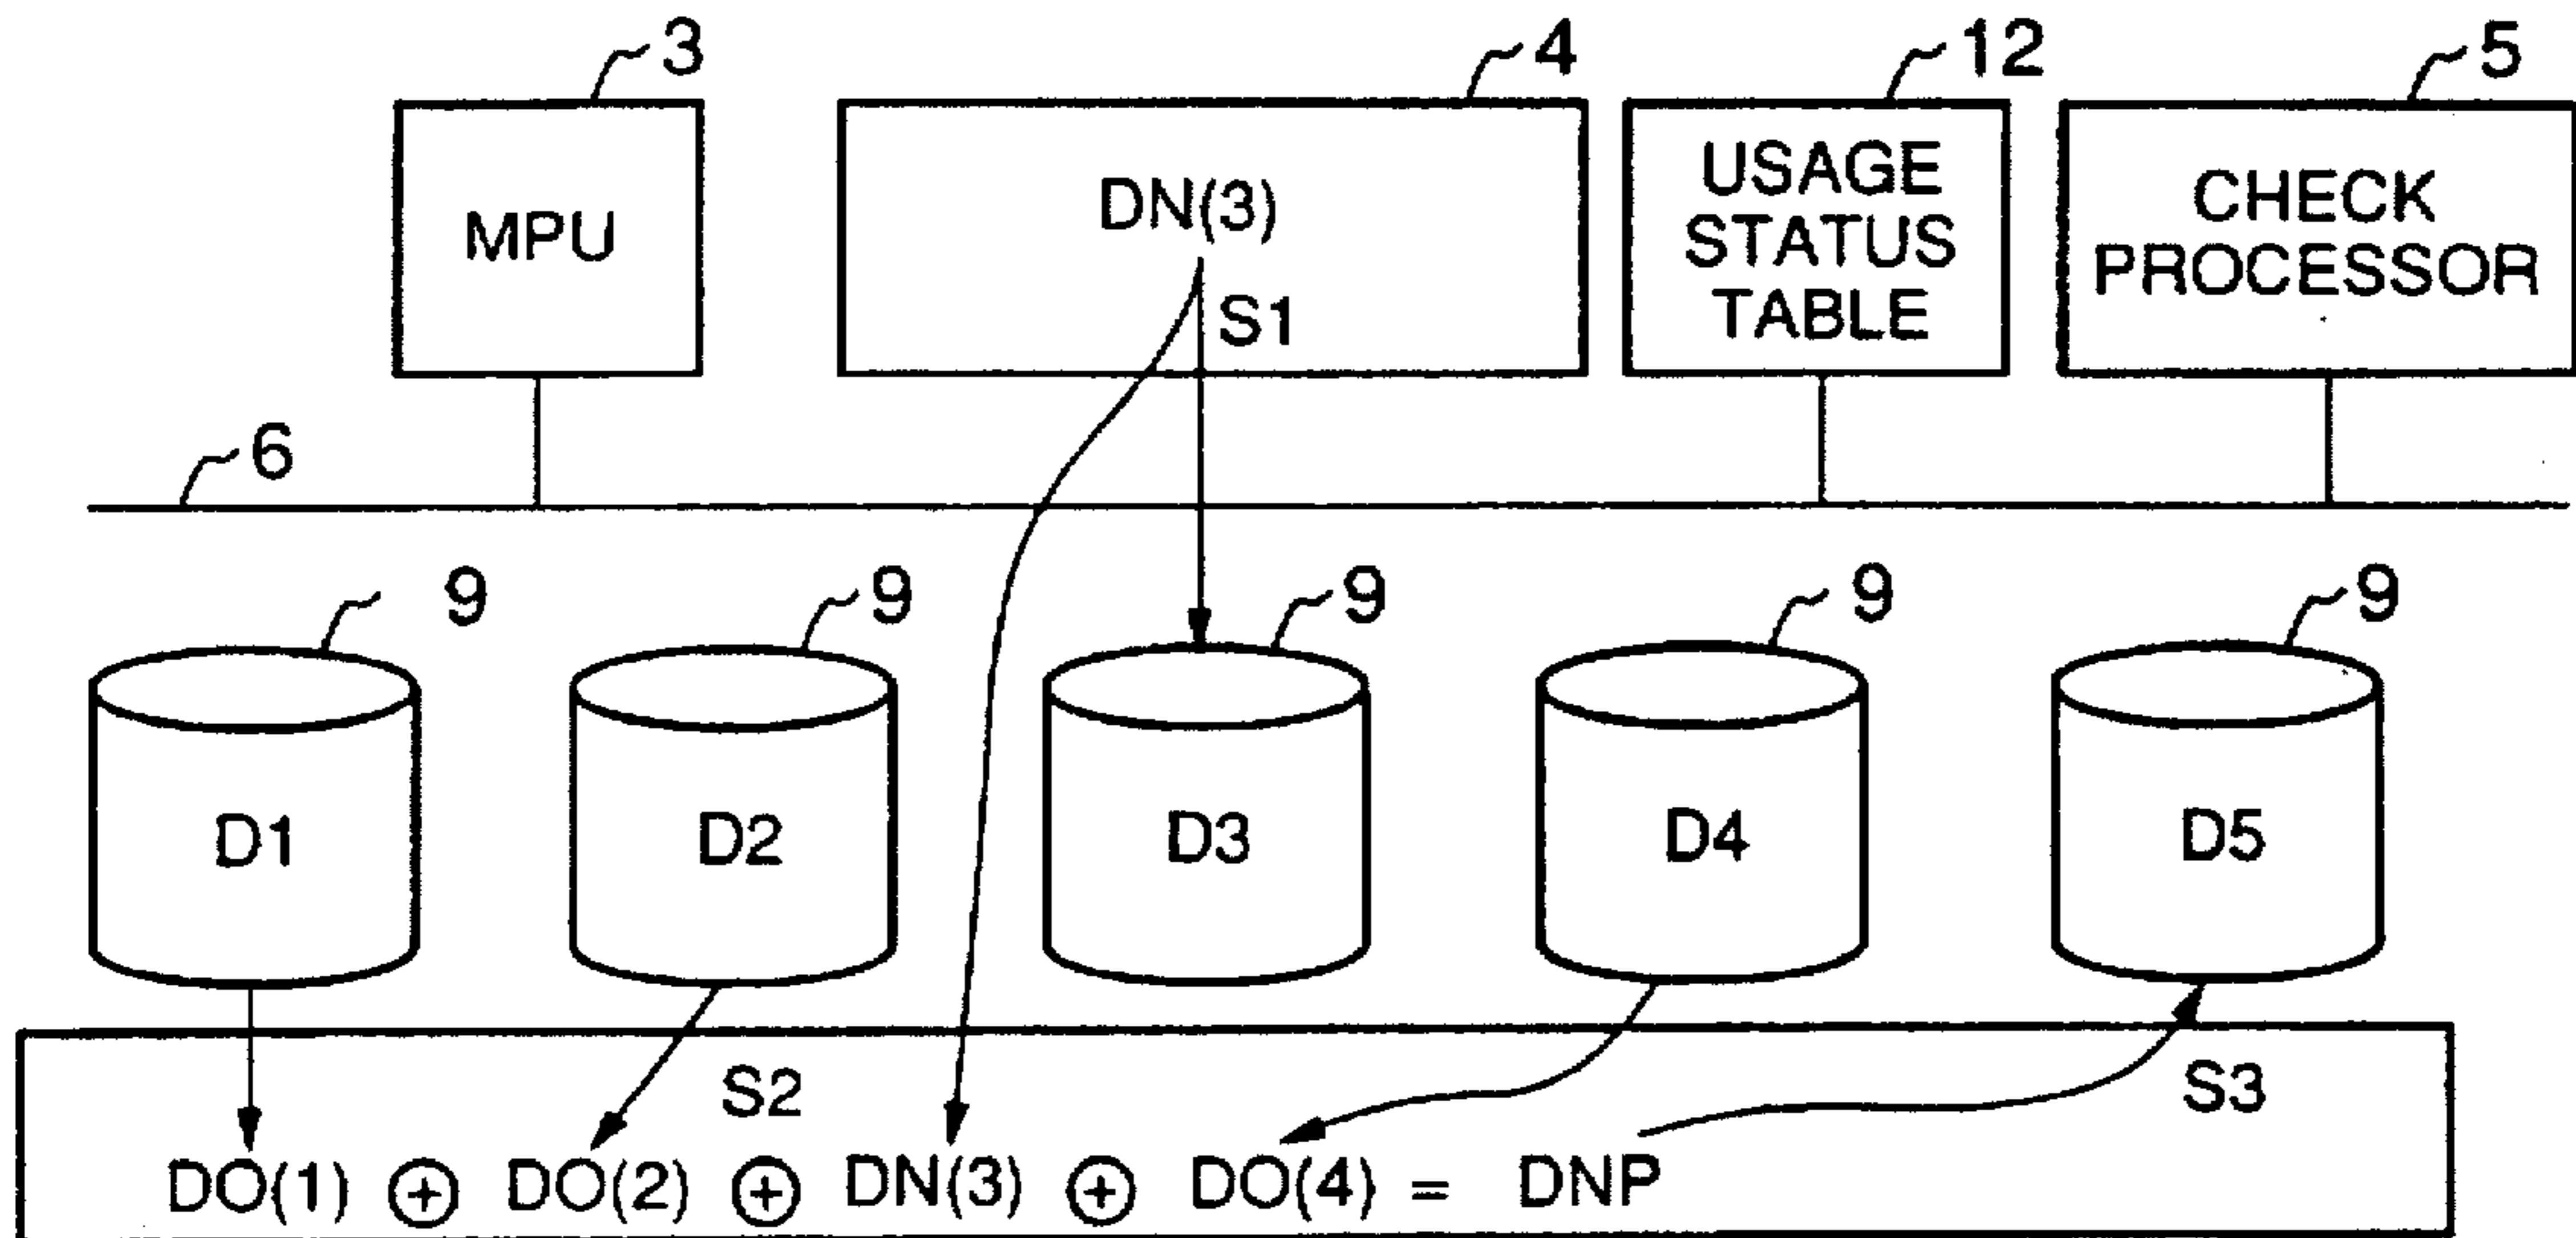 3
4
12
5
MPU
DN(3)
S1
USAGE
STATUS
TABLE
CHECK
PROCESSOR
6
9
9
9
9
9
D1
D2
D3
D4
D5
S2
S3
DO(1) ⊕ DO(2) ⊕ DN(3) ⊕ DO(4) = DNP